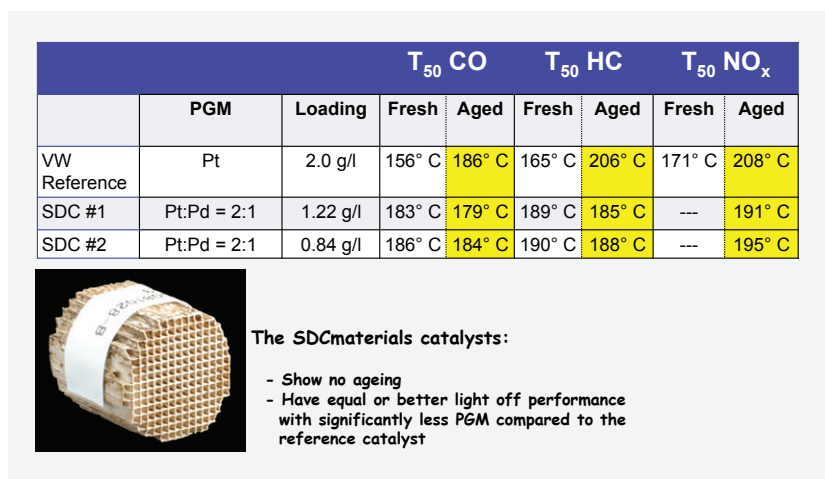 T50 CO T50 HC T50 NOx
PGM Loading Fresh Aged Fresh Aged Fresh Aged
VW Reference Pt 2.0 g/l 156° C 186° C 165° C 206° C 171° C 208° C
SDC #1 Pt:Pd = 2:1 1.22 g/l 183° C 179° C 189° C 185° C --- 191° C
SDC #2 Pt:Pd = 2:1 0.84 g/l 186° C 184° C 190° C 188° C --- 195° C
The SDCmaterials catalysts:
- Show no ageing
- Have equal or better light off performance
with significantly less PGM compared to the
reference catalyst